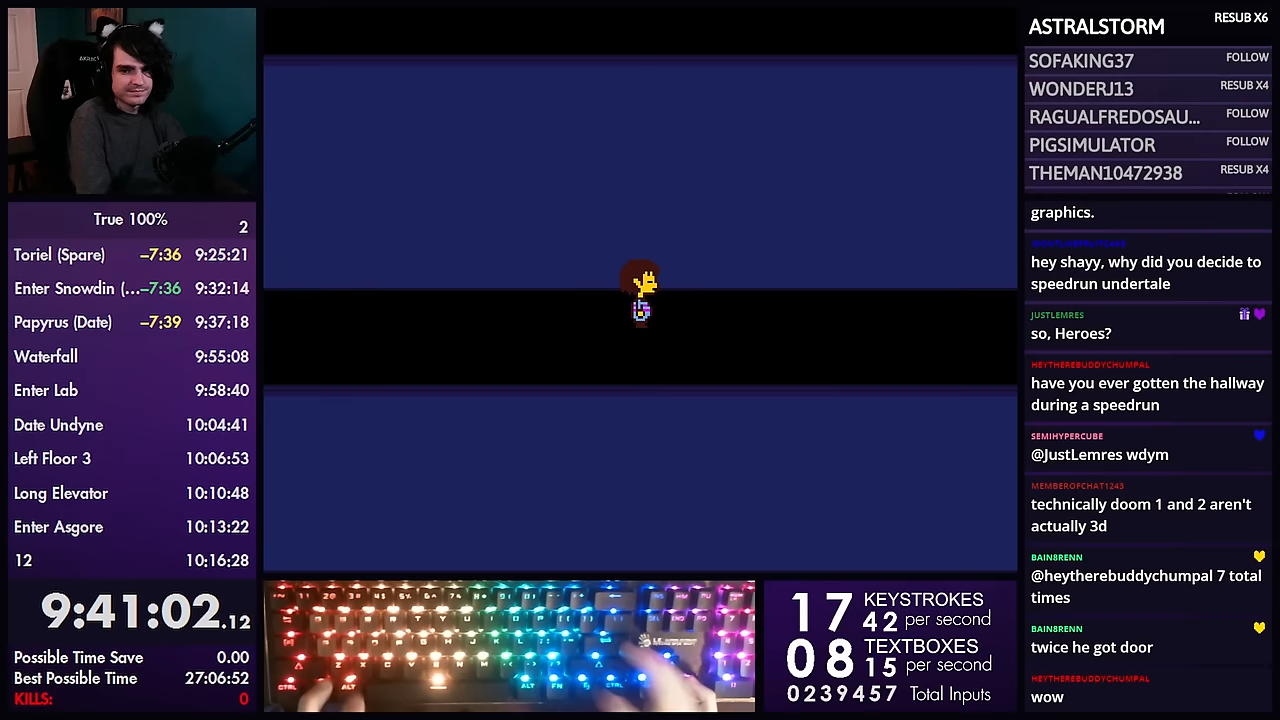 True 100%
2
Toriel (Spare) −7:36 9:25:21
Enter Snowdin (... −7:36 9:32:14
Papyrus (Date) −7:39 9:37:18
Waterfall 9:55:08
Enter Lab 9:58:40
Date Undyne 10:04:41
Left Floor 3 10:06:53
Long Elevator 10:10:48
Enter Asgore 10:13:22
12 10:16:28
9:41:02.12
Possible Time Save 0.00
Best Possible Time 27:06:52
KILLS: 0
17 KEYSTROKES
42 per second
08 TEXTBOXES
15 per second
0239457 Total Inputs
ASTRALSTORM RESUB X6
SOFAKING37 FOLLOW
WONDERJ13 RESUB X4
RAGUALFREDOSAU... FOLLOW
PIGSIMULATOR FOLLOW
THEMAN10472938 RESUB X4
graphics.
hey shayy, why did you decide to
speedrun undertale
JUSTLEMRES
so, Heroes?
HEYTHEREBUDDYCHUMPAL
have you ever gotten the hallway
during a speedrun
SEMIHYPERCUBE
@JustLemres wdym
MEMBEROFCHAT1243
technically doom 1 and 2 aren't
actually 3d
BAIN8RENN
@heytherebuddychumpal 7 total
times
BAIN8RENN
twice he got door
HEYTHEREBUDDYCHUMPAL
wow